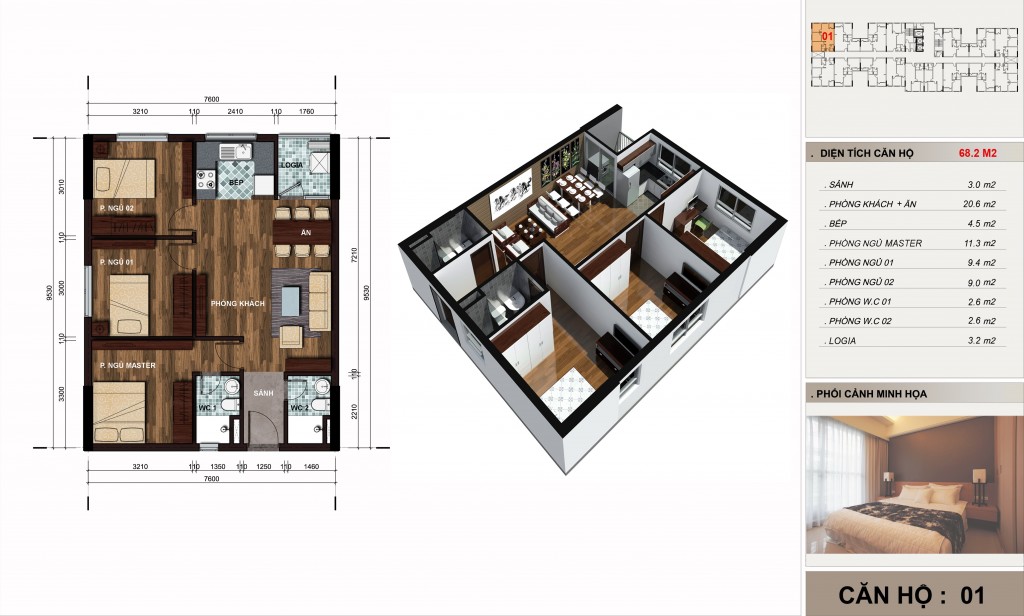 7600
3210 110 2410 110 1760
LOGIA
BẾP
P. NGỦ 02
ĂN
P. NGỦ 01
PHÒNG KHÁCH
P. NGỦ MASTER
SẢNH
WC 1
WC 2
9530
3010
110
3000
110
3300
7210
9530
110
2210
3210 110 1350 110 1250 110 1460
7600
01
. DIỆN TÍCH CĂN HỘ 68.2 M2
. SẢNH 3.0 m2
. PHÒNG KHÁCH + ĂN 20.6 m2
. BẾP 4.5 m2
. PHÒNG NGỦ MASTER 11.3 m2
. PHÒNG NGỦ 01 9.4 m2
. PHÒNG NGỦ 02 9.0 m2
. PHÒNG W.C 01 2.6 m2
. PHÒNG W.C 02 2.6 m2
. LOGIA 3.2 m2
. PHỐI CẢNH MINH HỌA
CĂN HỘ : 01